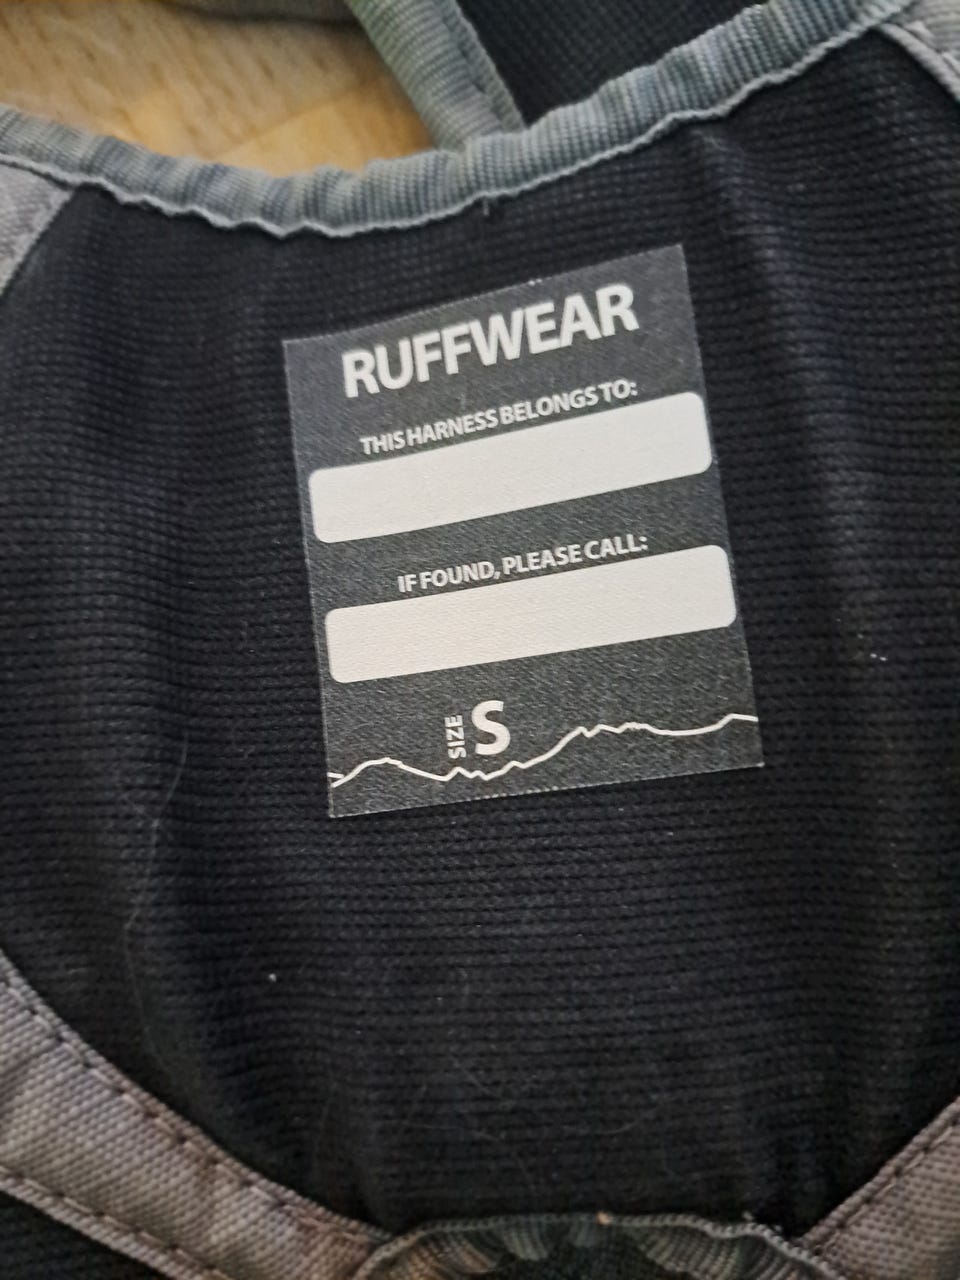 RUFFWEAR
THIS HARNESS BELONGS TO:
IF FOUND, PLEASE CALL:
SIZE S